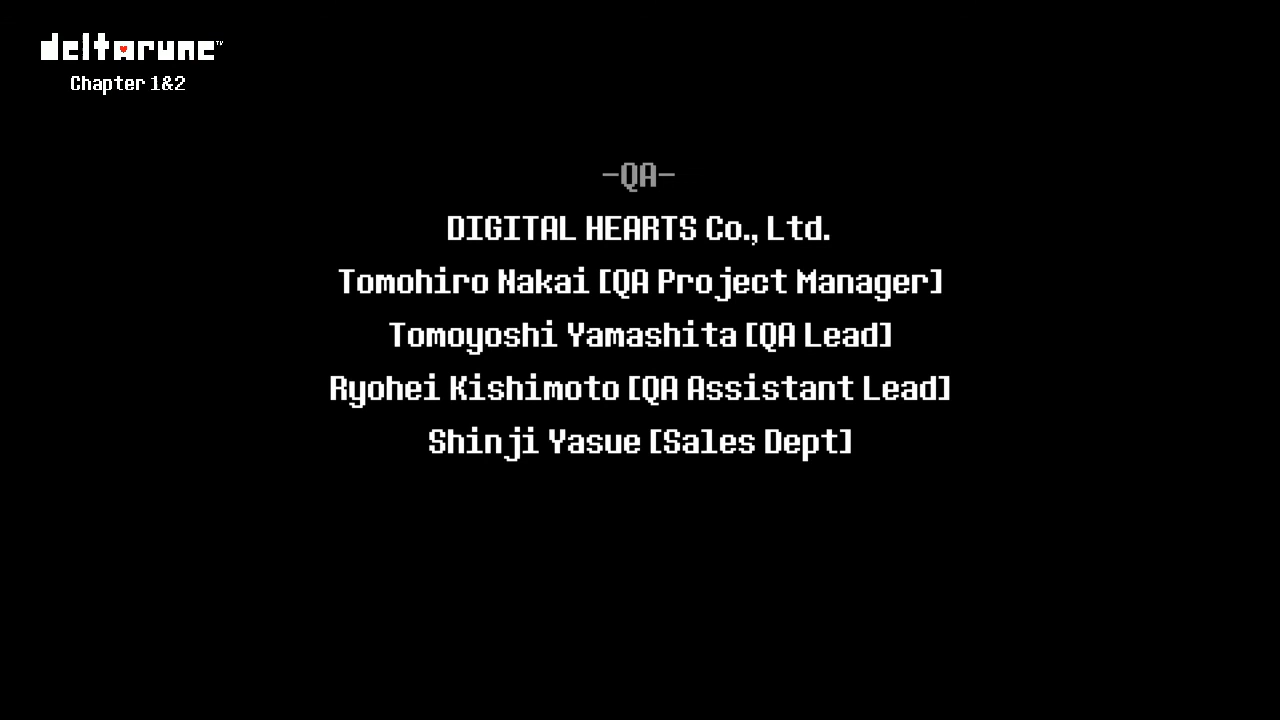 deltarune™
Chapter 1&2
-QA-
DIGITAL HEARTS Co., Ltd.
Tomohiro Nakai [QA Project Manager]
Tomoyoshi Yamashita [QA Lead]
Ryohei Kishimoto [QA Assistant Lead]
Shinji Yasue [Sales Dept]